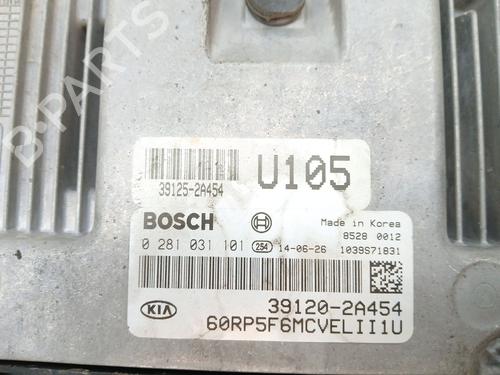 39125-2A454
U105
BOSCH
Made in Korea
8528 0012
0 281 031 101 254 14-06-26 1039S71831
KIA
39120-2A454
60RP5F6MCVELII1U
B-PARTS